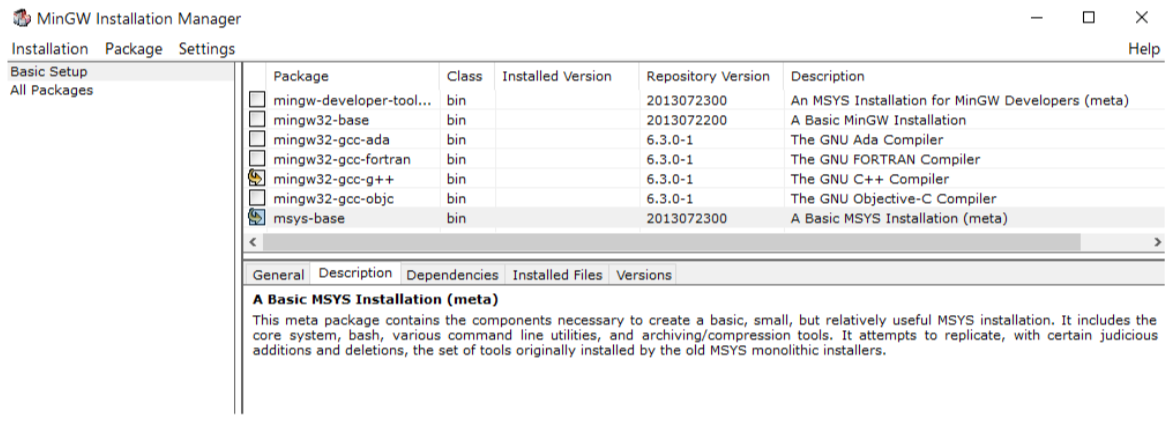 MinGW Installation Manager
Installation Package Settings Help
Basic Setup
All Packages
Package Class Installed Version Repository Version Description
mingw-developer-tool... bin 2013072300 An MSYS Installation for MinGW Developers (meta)
mingw32-base bin 2013072200 A Basic MinGW Installation
mingw32-gcc-ada bin 6.3.0-1 The GNU Ada Compiler
mingw32-gcc-fortran bin 6.3.0-1 The GNU FORTRAN Compiler
mingw32-gcc-g++ bin 6.3.0-1 The GNU C++ Compiler
mingw32-gcc-objc bin 6.3.0-1 The GNU Objective-C Compiler
msys-base bin 2013072300 A Basic MSYS Installation (meta)
General Description Dependencies Installed Files Versions
A Basic MSYS Installation (meta)
This meta package contains the components necessary to create a basic, small, but relatively useful MSYS installation. It includes the
core system, bash, various command line utilities, and archiving/compression tools. It attempts to replicate, with certain judicious
additions and deletions, the set of tools originally installed by the old MSYS monolithic installers.